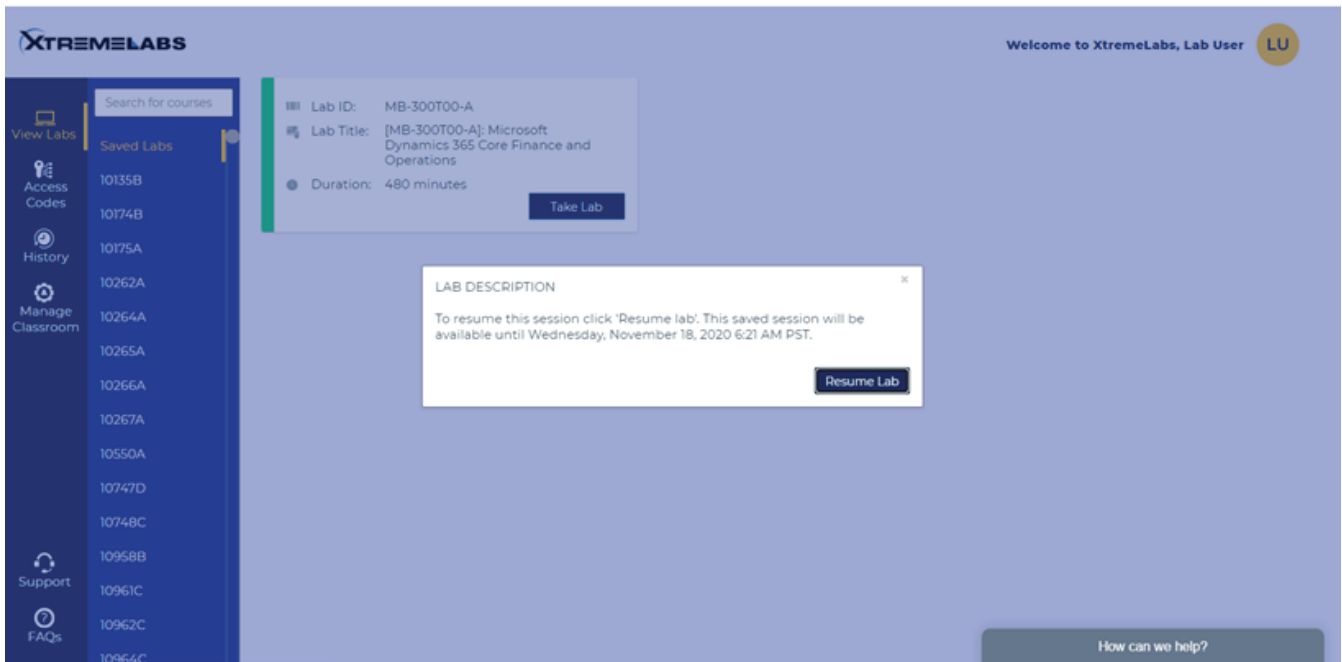 XTREMELABS
Welcome to XtremeLabs, Lab User
LU
View Labs
Access
Codes
History
Manage
Classroom
Support
FAQs
Search for courses
Saved Labs
10135B
10174B
10175A
10262A
10264A
10265A
10266A
10267A
10550A
10747D
10748C
10958B
10961C
10962C
10964C
Lab ID: MB-300T00-A
Lab Title: [MB-300T00-A]: Microsoft
Dynamics 365 Core Finance and
Operations
Duration: 480 minutes
Take Lab
LAB DESCRIPTION
×
To resume this session click 'Resume lab'. This saved session will be
available until Wednesday, November 18, 2020 6:21 AM PST.
Resume Lab
How can we help?